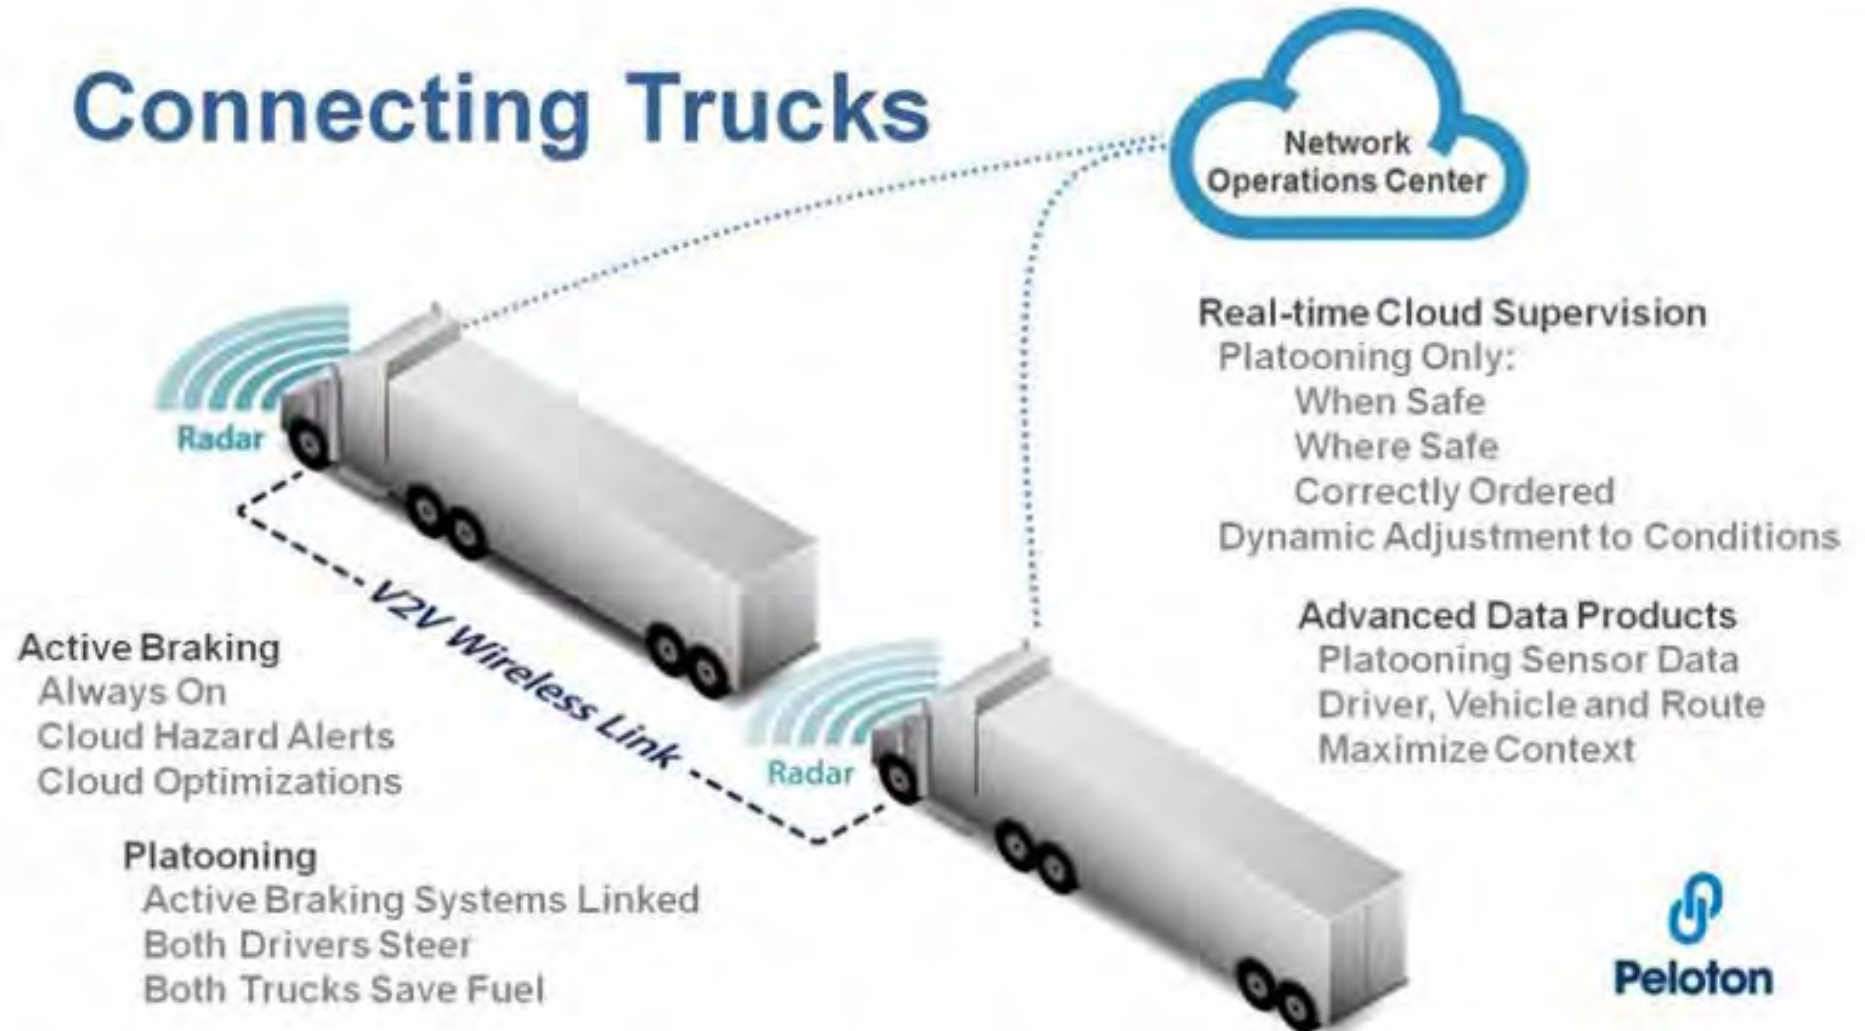 Connecting Trucks
Network
Operations Center
Radar
V2V Wireless Link
Radar
Real-time Cloud Supervision
Platooning Only:
When Safe
Where Safe
Correctly Ordered
Dynamic Adjustment to Conditions
Advanced Data Products
Platooning Sensor Data
Driver, Vehicle and Route
Maximize Context
Active Braking
Always On
Cloud Hazard Alerts
Cloud Optimizations
Platooning
Active Braking Systems Linked
Both Drivers Steer
Both Trucks Save Fuel
Peloton